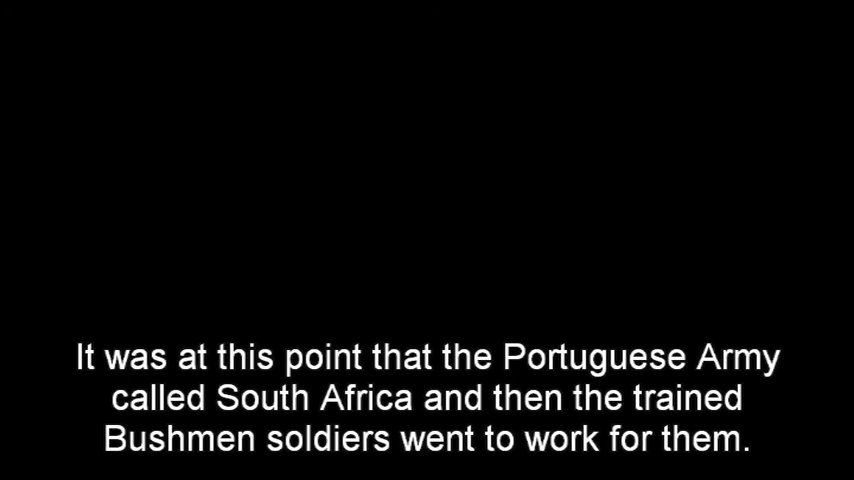 It was at this point that the Portuguese Army
called South Africa and then the trained
Bushmen soldiers went to work for them.